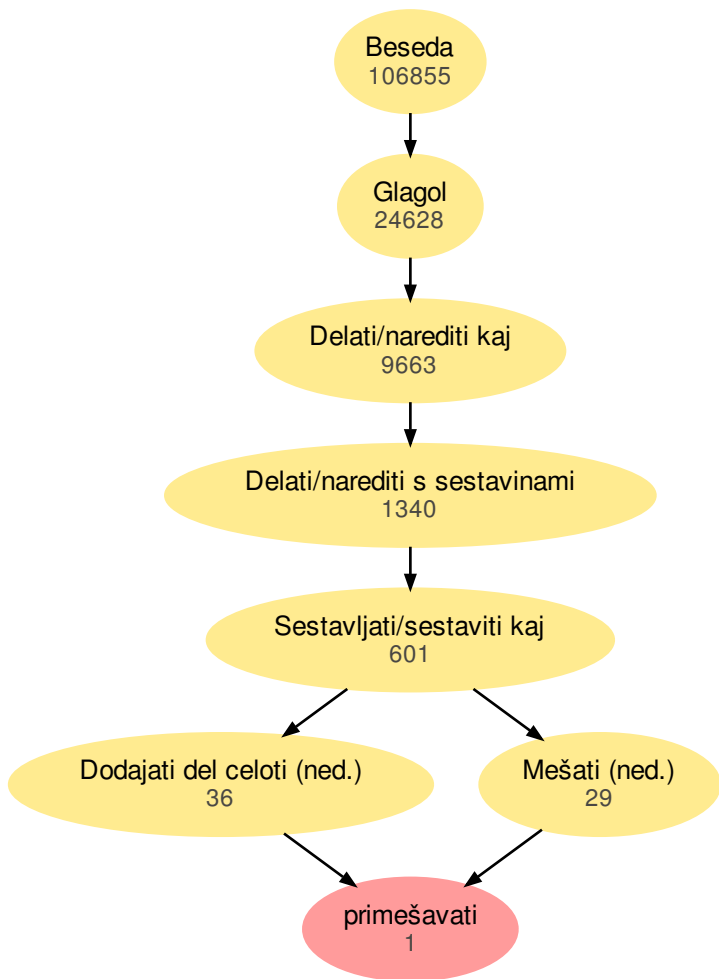 Beseda
106855
Glagol
24628
Delati/narediti kaj
9663
Delati/narediti s sestavinami
1340
Sestavljati/sestaviti kaj
601
Dodajati del celoti (ned.)
36
Mešati (ned.)
29
primešavati
1